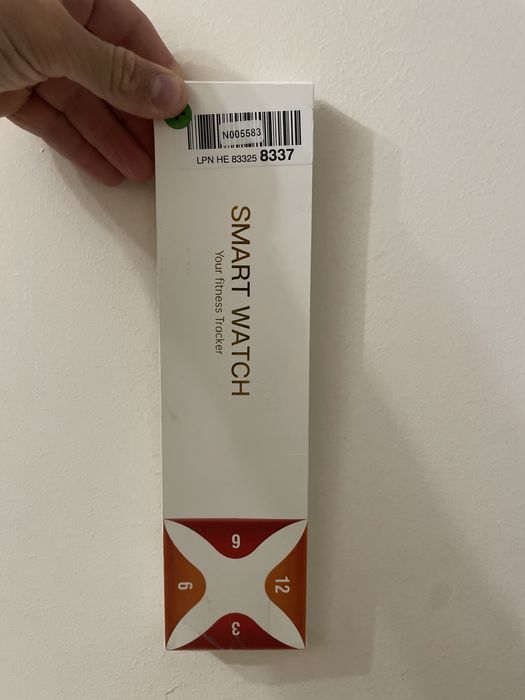 N005583
LPN HE 83325 8337
SMART WATCH
Your fitness Tracker
9
6
12
3